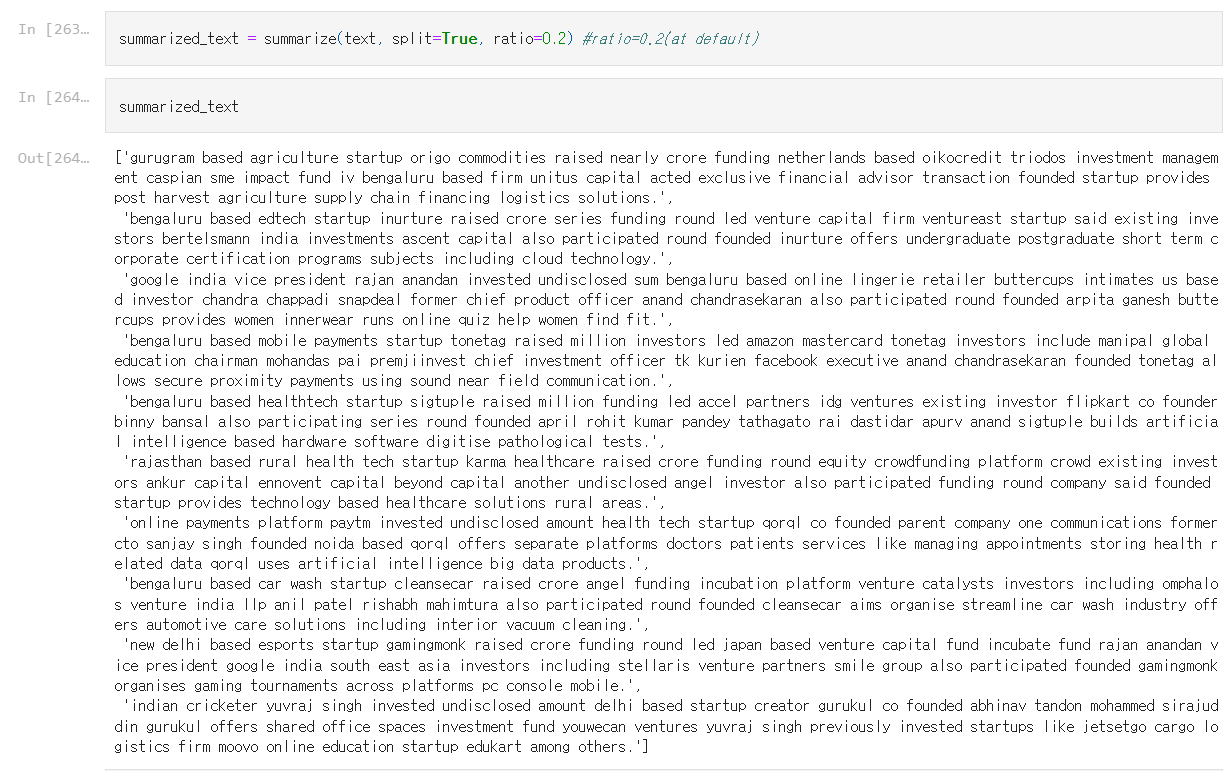 In [263…
summarized_text = summarize(text, split=True, ratio=0.2) #ratio=0.2(at default)
In [264…
summarized_text
Out[264…
['gurugram based agriculture startup origo commodities raised nearly crore funding netherlands based oikocredit triodos investment managem
ent caspian sme impact fund iv bengaluru based firm unitus capital acted exclusive financial advisor transaction founded startup provides
post harvest agriculture supply chain financing logistics solutions.',
'bengaluru based edtech startup inurture raised crore series funding round led venture capital firm ventureast startup said existing inve
stors bertelsmann india investments ascent capital also participated round founded inurture offers undergraduate postgraduate short term c
orporate certification programs subjects including cloud technology.',
'google india vice president rajan anandan invested undisclosed sum bengaluru based online lingerie retailer buttercups intimates us base
d investor chandra chappadi snapdeal former chief product officer anand chandrasekaran also participated round founded arpita ganesh butte
rcups provides women innerwear runs online quiz help women find fit.',
'bengaluru based mobile payments startup tonetag raised million investors led amazon mastercard tonetag investors include manipal global
education chairman mohandas pai premjiinvest chief investment officer tk kurien facebook executive anand chandrasekaran founded tonetag al
lows secure proximity payments using sound near field communication.',
'bengaluru based healthtech startup sigtuple raised million funding led accel partners idg ventures existing investor flipkart co founder
binny bansal also participating series round founded april rohit kumar pandey tathagato rai dastidar apurv anand sigtuple builds artificia
l intelligence based hardware software digitise pathological tests.',
'rajasthan based rural health tech startup karma healthcare raised crore funding round equity crowdfunding platform crowd existing invest
ors ankur capital ennovent capital beyond capital another undisclosed angel investor also participated funding round company said founded
startup provides technology based healthcare solutions rural areas.',
'online payments platform paytm invested undisclosed amount health tech startup qorql co founded parent company one communications former
cto sanjay singh founded noida based qorql offers separate platforms doctors patients services like managing appointments storing health r
elated data qorql uses artificial intelligence big data products.',
'bengaluru based car wash startup cleansecar raised crore angel funding incubation platform venture catalysts investors including omphalo
s venture india llp anil patel rishabh mahimtura also participated round founded cleansecar aims organise streamline car wash industry off
ers automotive care solutions including interior vacuum cleaning.',
'new delhi based esports startup gamingmonk raised crore funding round led japan based venture capital fund incubate fund rajan anandan v
ice president google india south east asia investors including stellaris venture partners smile group also participated founded gamingmonk
organises gaming tournaments across platforms pc console mobile.',
'indian cricketer yuvraj singh invested undisclosed amount delhi based startup creator gurukul co founded abhinav tandon mohammed sirajud
din gurukul offers shared office spaces investment fund youwecan ventures yuvraj singh previously invested startups like jetsetgo cargo lo
gistics firm moovo online education startup edukart among others.']